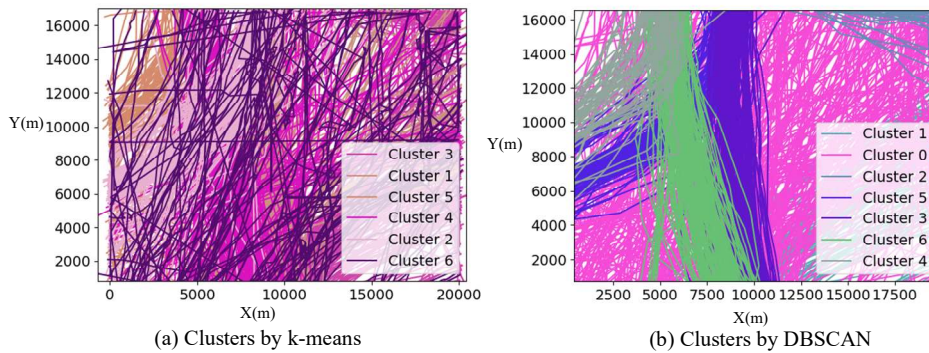 16000
14000
12000
Y(m)
10000
8000
6000
4000
2000
0
5000
10000
15000
20000
X(m)
Cluster 3
Cluster 1
Cluster 5
Cluster 4
Cluster 2
Cluster 6
(a) Clusters by k-means
16000
14000
12000
10000
Y(m)
8000
6000
4000
2000
2500
5000
7500
10000
12500
15000
17500
X(m)
Cluster 1
Cluster 0
Cluster 2
Cluster 5
Cluster 3
Cluster 6
Cluster 4
(b) Clusters by DBSCAN